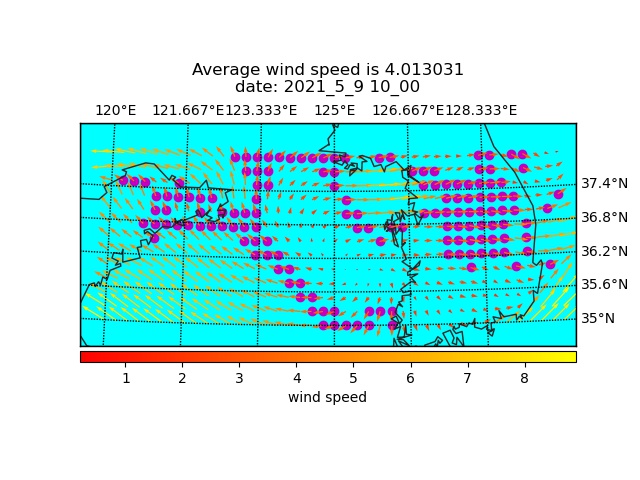 Average wind speed is 4.013031
date: 2021_5_9 10_00
120°E 121.667°E 123.333°E 125°E 126.667°E 128.333°E
37.4°N
36.8°N
36.2°N
35.6°N
35°N
1 2 3 4 5 6 7 8
wind speed